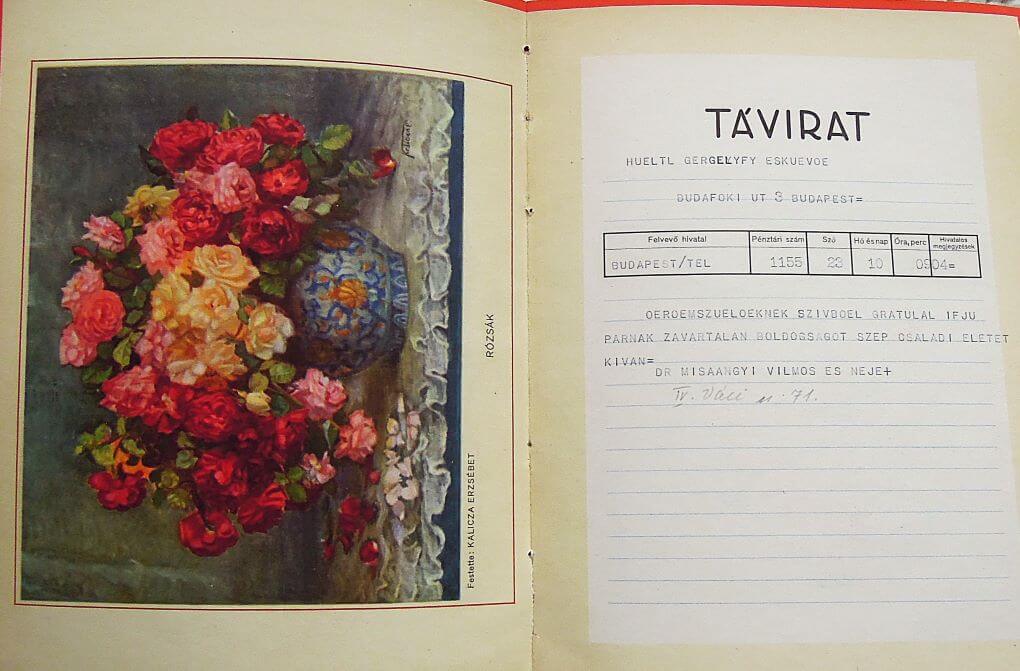 RÓZSÁK
Festette: KALICZA ERZSÉBET
TÁVIRAT
HUELTL GERGELYFY ESKUEVOE
BUDAFOKI UT 3 BUDAPEST=
Felvevő hivatal Pénztári szám Szó Hó és nap Óra, perc Hivatalos megjegyzések
BUDAPEST/TEL 1155 23 10 0904=
OEROEMSZUELOEKNEK SZIVBOEL GRATULAL IFJU
PARNAK ZAVARTALAN BOLDOGSAGOT SZEP CSALADI ELETET
KIVAN=
DR MISAANGYI VILMOS ES NEJE+
IV. Váci u. 71.